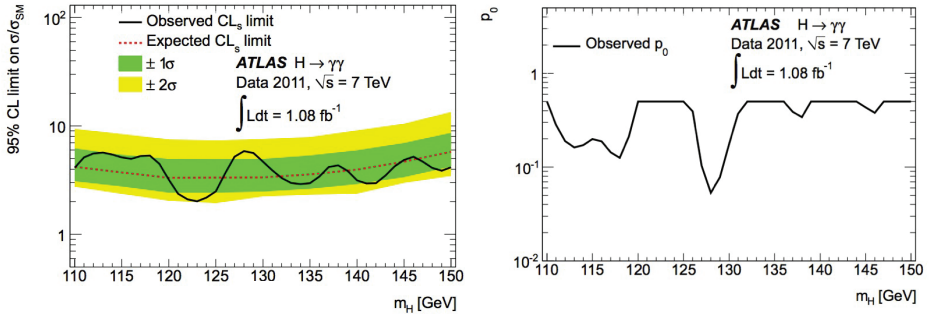 95% CL limit on σ/σSM
10²
10
1
Observed CLs limit
Expected CLs limit
± 1σ
± 2σ
ATLAS H → γγ
Data 2011, √s = 7 TeV
∫ Ldt = 1.08 fb⁻¹
110 115 120 125 130 135 140 145 150
mH [GeV]
p0
1
10⁻¹
10⁻²
Observed p0
ATLAS H → γγ
Data 2011, √s = 7 TeV
∫ Ldt = 1.08 fb⁻¹
110 115 120 125 130 135 140 145 150
mH [GeV]